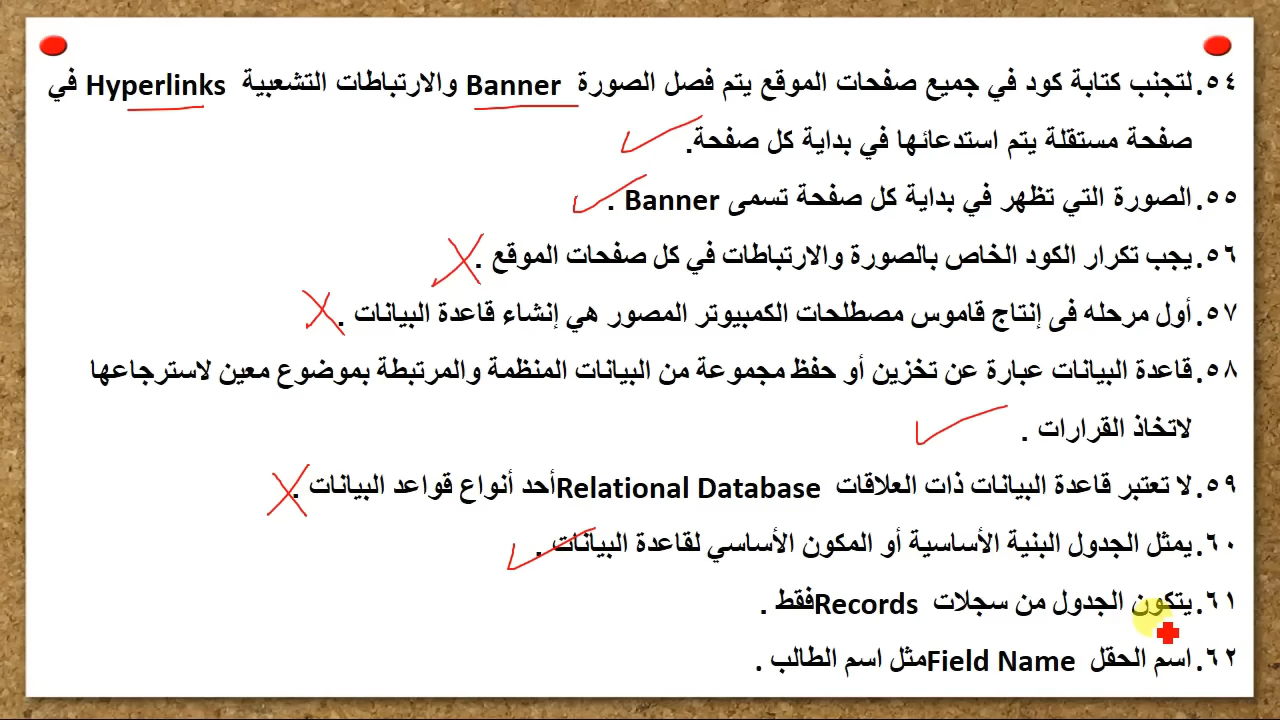 ٥٤. لتجنب كتابة كود في جميع صفحات الموقع يتم فصل الصورة Banner والارتباطات التشعبية Hyperlinks في
صفحة مستقلة يتم استدعائها في بداية كل صفحة.
٥٥. الصورة التي تظهر في بداية كل صفحة تسمى Banner .
٥٦. يجب تكرار الكود الخاص بالصورة والارتباطات في كل صفحات الموقع .
٥٧. أول مرحله فى إنتاج قاموس مصطلحات الكمبيوتر المصور هي إنشاء قاعدة البيانات .
٥٨. قاعدة البيانات عبارة عن تخزين أو حفظ مجموعة من البيانات المنظمة والمرتبطة بموضوع معين لاسترجاعها
لاتخاذ القرارات .
٥٩. لا تعتبر قاعدة البيانات ذات العلاقات Relational Database أحد أنواع قواعد البيانات .
٦٠. يمثل الجدول البنية الأساسية أو المكون الأساسي لقاعدة البيانات .
٦١. يتكون الجدول من سجلات Records فقط .
٦٢. اسم الحقل Field Name مثل اسم الطالب .